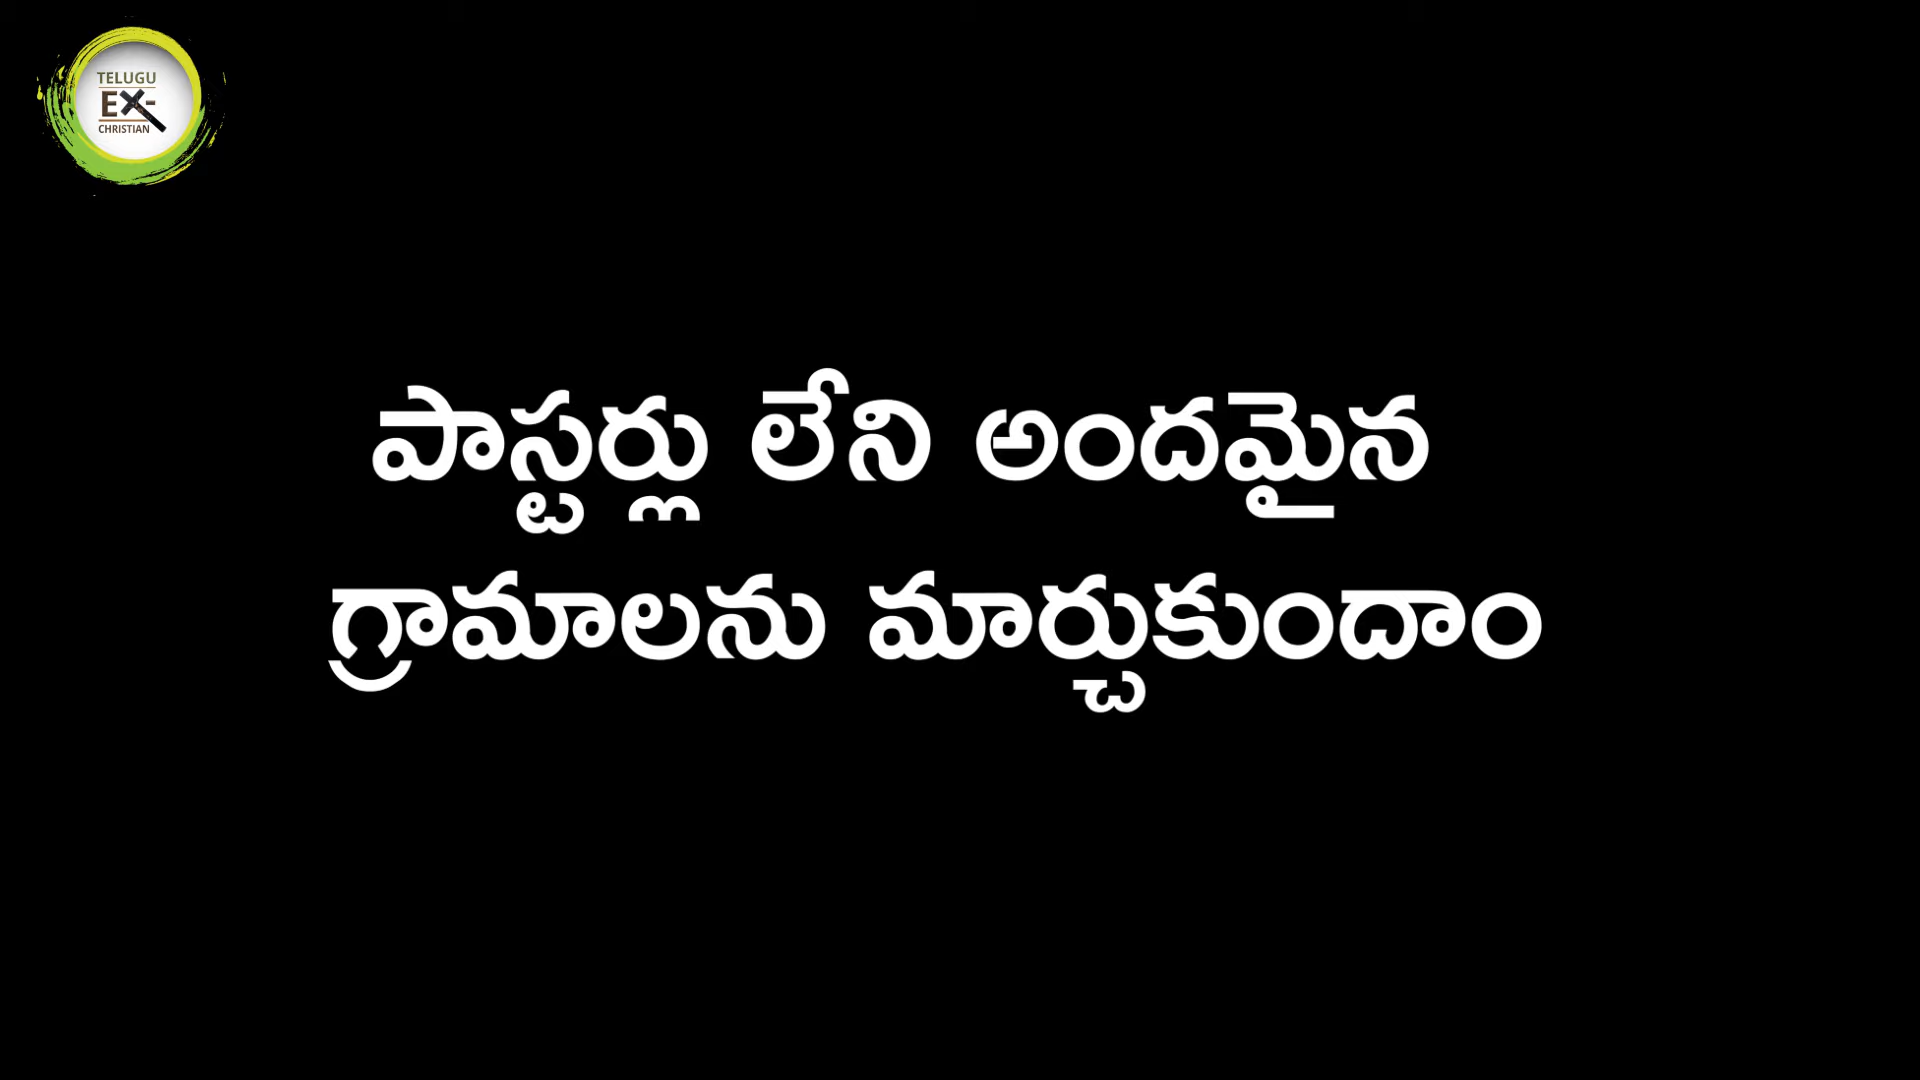 TELUGU
EX-
CHRISTIAN
పాస్టర్లు లేని అందమైన
గ్రామాలను మార్చుకుందాం